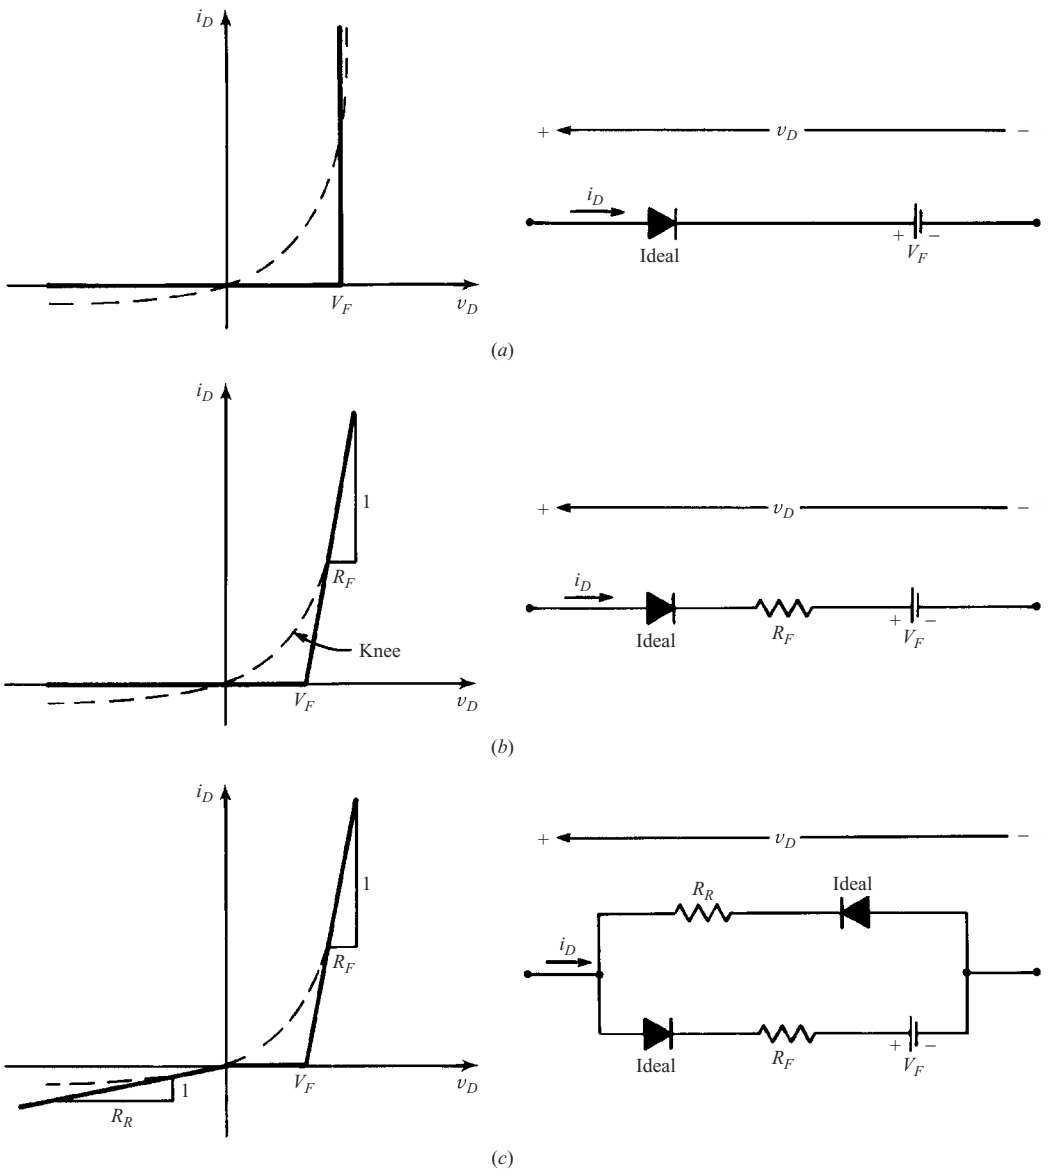 i_D
V_F
v_D
+ v_D −
i_D
Ideal
+ −
V_F
(a)
i_D
1
R_F
Knee
V_F
v_D
+ v_D −
i_D
Ideal
R_F
+ −
V_F
(b)
i_D
1
R_F
V_F
v_D
1
R_R
+ v_D −
Ideal
R_R
i_D
Ideal
R_F
+ −
V_F
(c)